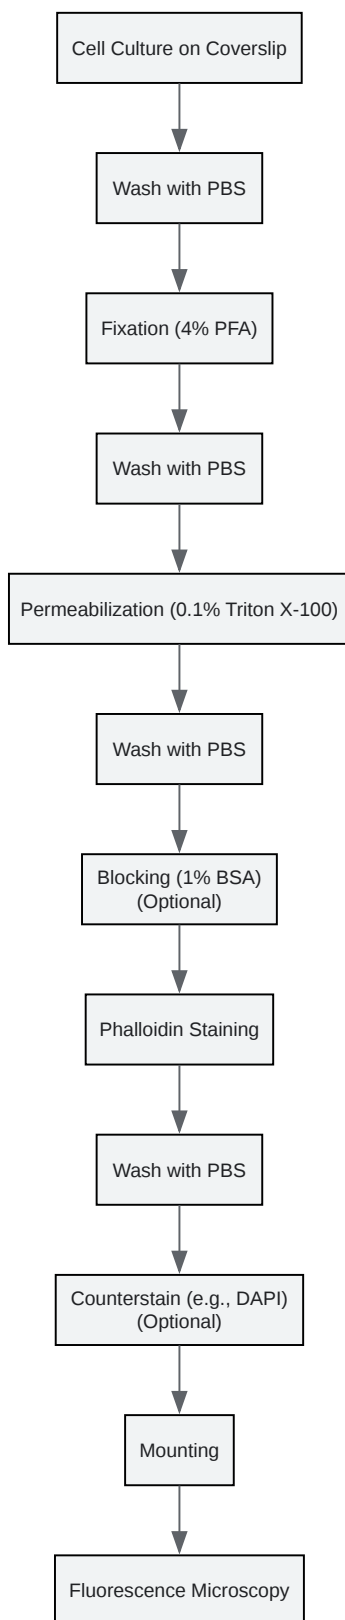 Cell Culture on Coverslip
Wash with PBS
Fixation (4% PFA)
Wash with PBS
Permeabilization (0.1% Triton X-100)
Wash with PBS
Blocking (1% BSA)
(Optional)
Phalloidin Staining
Wash with PBS
Counterstain (e.g., DAPI)
(Optional)
Mounting
Fluorescence Microscopy